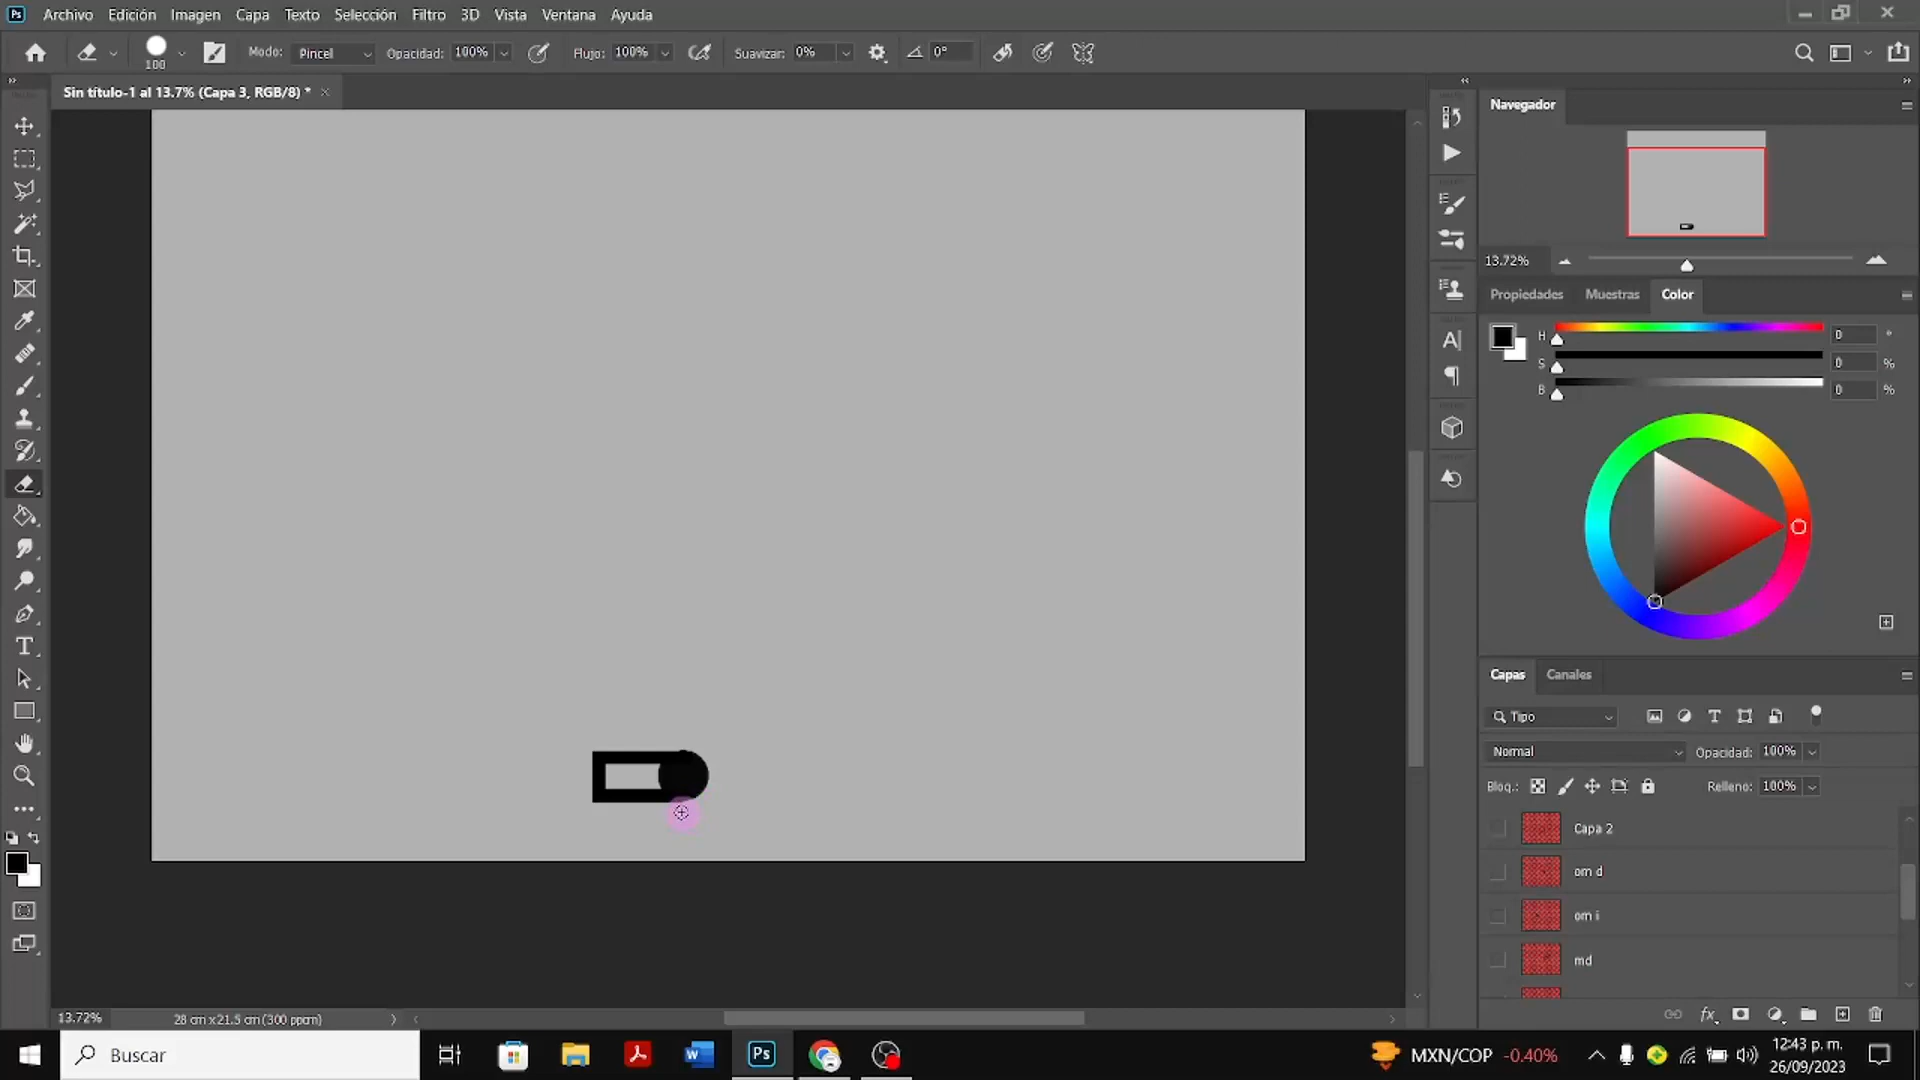 Ps Archivo Edición Imagen Capa Texto Selección Filtro 3D Vista Ventana Ayuda
100 Modo: Pincel Opacidad: 100% Flujo: 100% Suavizar: 0% 0°
Sin título-1 al 13.7% (Capa 3, RGB/8) *
Navegador
13.72%
Propiedades Muestras Color
H 0 °
S 0 %
B 0 %
Capas Canales
Tipo
Normal Opacidad: 100%
Bloq.: Relleno: 100%
Capa 2
om d
om i
md
13.72% 28 cm x 21.5 cm (300 ppcm)
Buscar
W
Ps
MXN/COP -0.40%
12:43 p. m.
26/09/2023